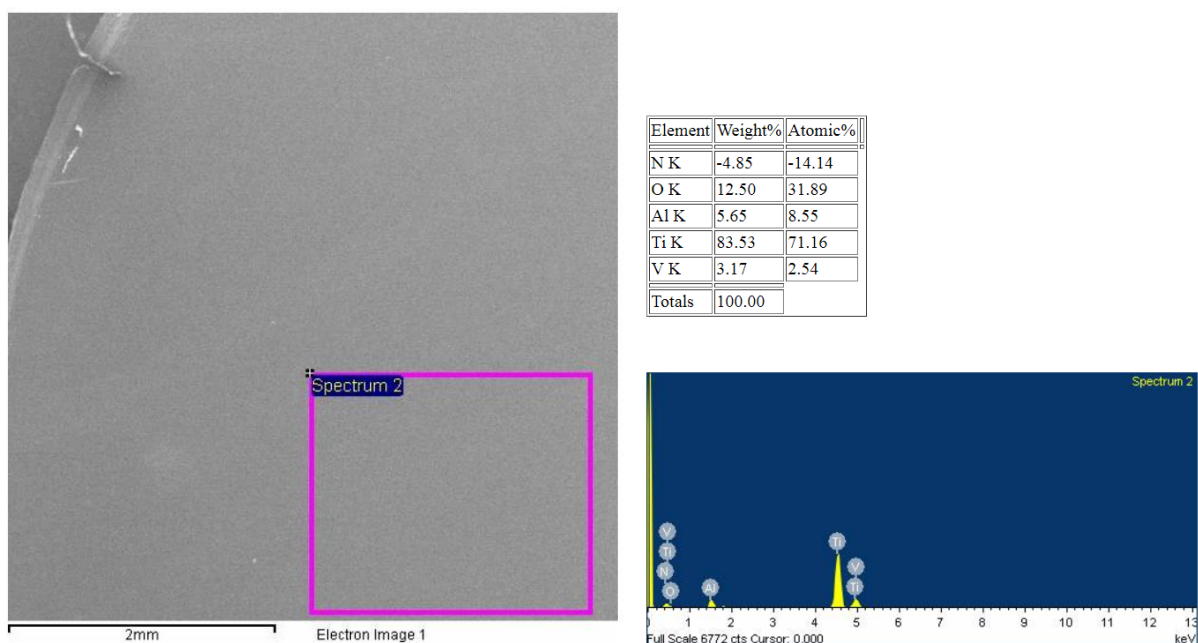 Spectrum 2
2mm
Electron Image 1
Element Weight% Atomic%
N K -4.85 -14.14
O K 12.50 31.89
Al K 5.65 8.55
Ti K 83.53 71.16
V K 3.17 2.54
Totals 100.00
Spectrum 2
V
Ti
N
O
Al
Ti
V
Ti
0 1 2 3 4 5 6 7 8 9 10 11 12 13
Full Scale 6772 cts Cursor: 0.000 keV